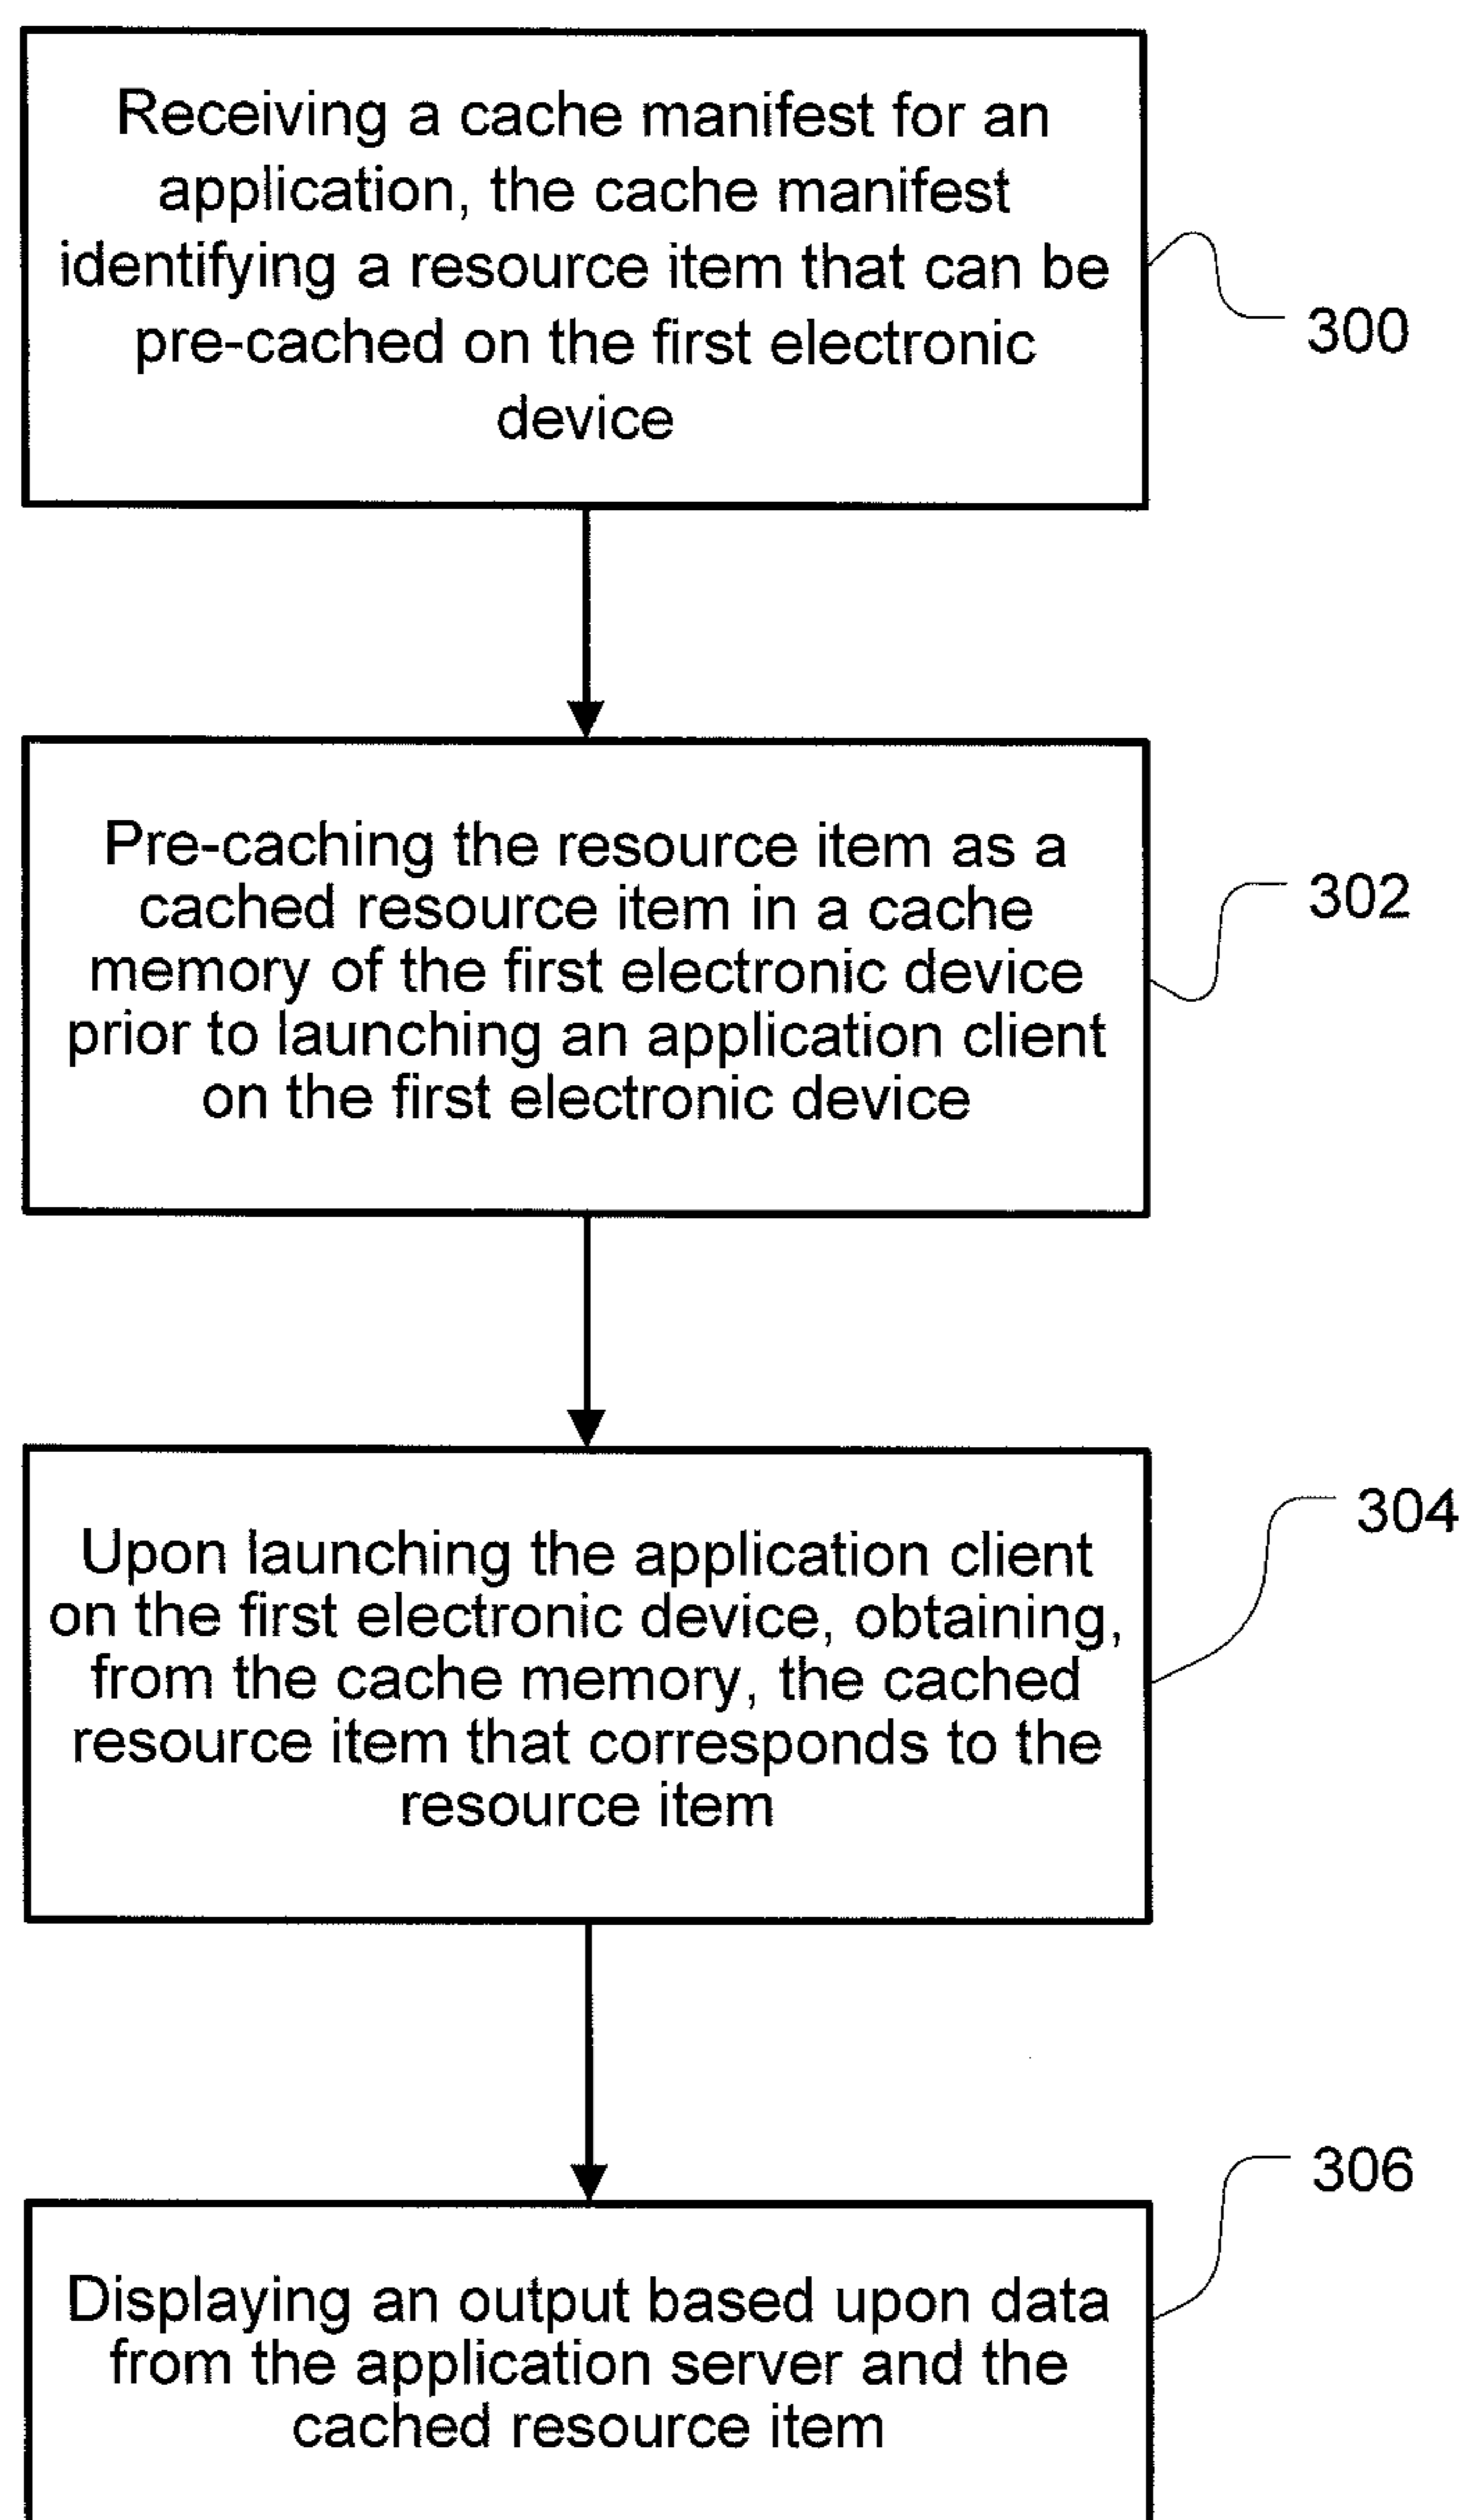 Receiving a cache manifest for an
application, the cache manifest
identifying a resource item that can be
pre-cached on the first electronic
device
300
Pre-caching the resource item as a
cached resource item in a cache
memory of the first electronic device
prior to launching an application client
on the first electronic device
302
Upon launching the application client
on the first electronic device, obtaining,
from the cache memory, the cached
resource item that corresponds to the
resource item
304
Displaying an output based upon data
from the application server and the
cached resource item
306